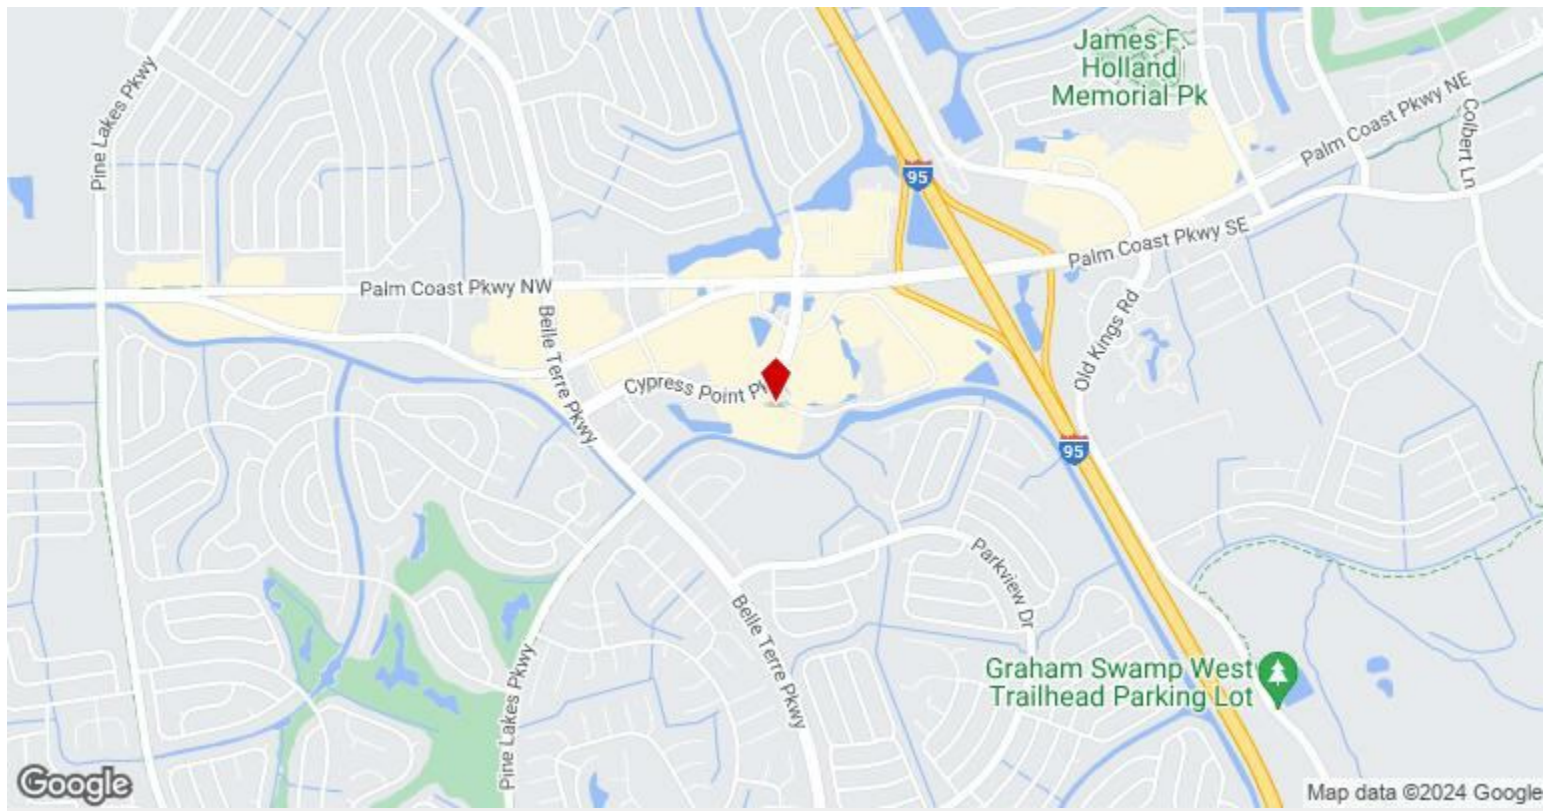 James F.
Holland
Memorial Pk
Pine Lakes Pkwy
Palm Coast Pkwy NE
Colbert Ln
95
Palm Coast Pkwy SE
Palm Coast Pkwy NW
Belle Terre Pkwy
Old Kings Rd
Cypress Point
95
Parkview Dr
Belle Terre Pkwy
Graham Swamp West
Trailhead Parking Lot
Pine Lakes Pkwy
Google
Map data ©2024 Google